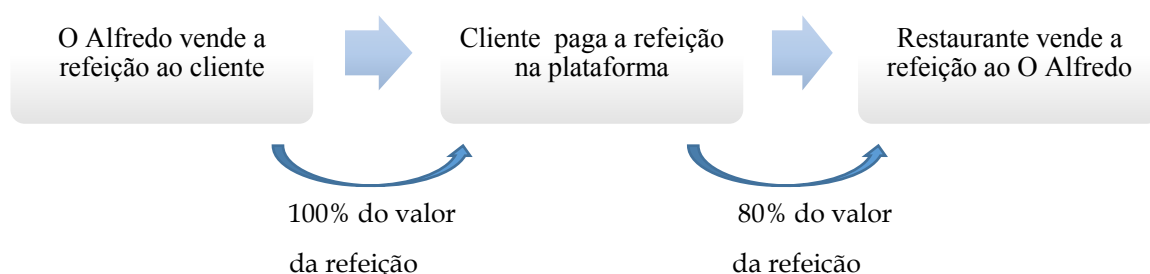 O Alfredo vende a
refeição ao cliente
Cliente paga a refeição
na plataforma
Restaurante vende a
refeição ao O Alfredo
100% do valor
da refeição
80% do valor
da refeição